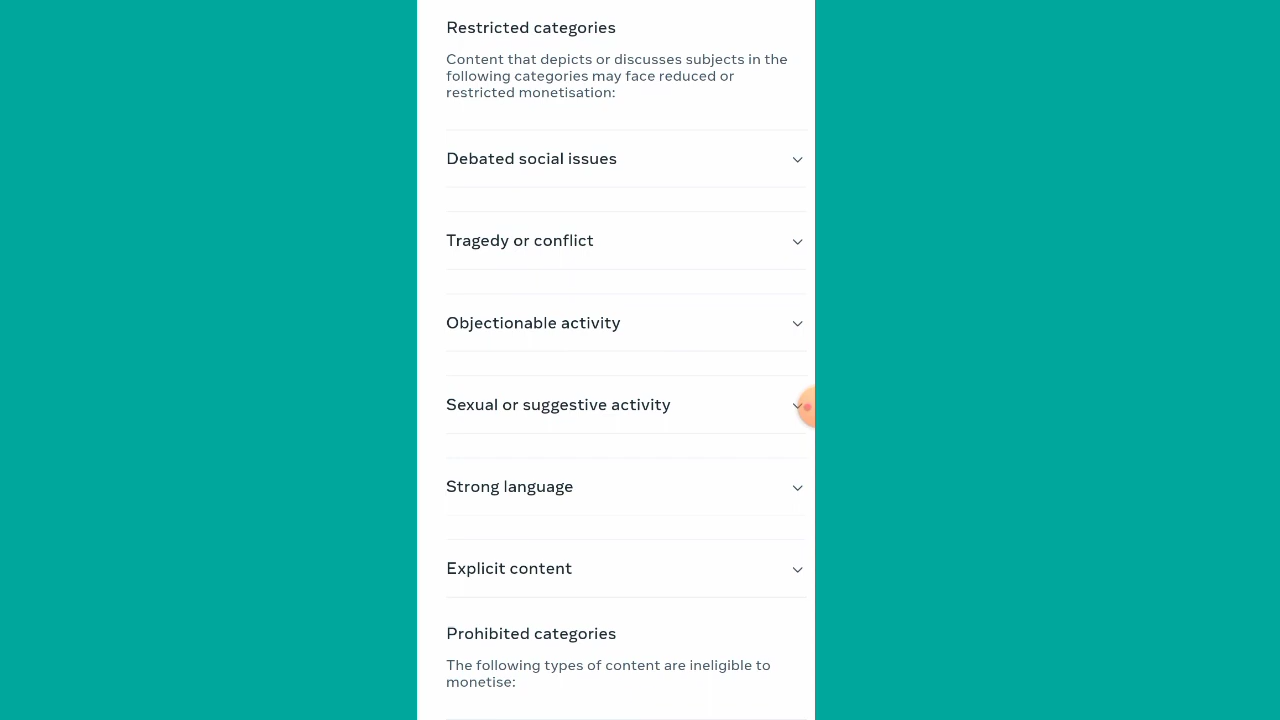 Restricted categories
Content that depicts or discusses subjects in the
following categories may face reduced or
restricted monetisation:
Debated social issues
Tragedy or conflict
Objectionable activity
Sexual or suggestive activity
Strong language
Explicit content
Prohibited categories
The following types of content are ineligible to
monetise: